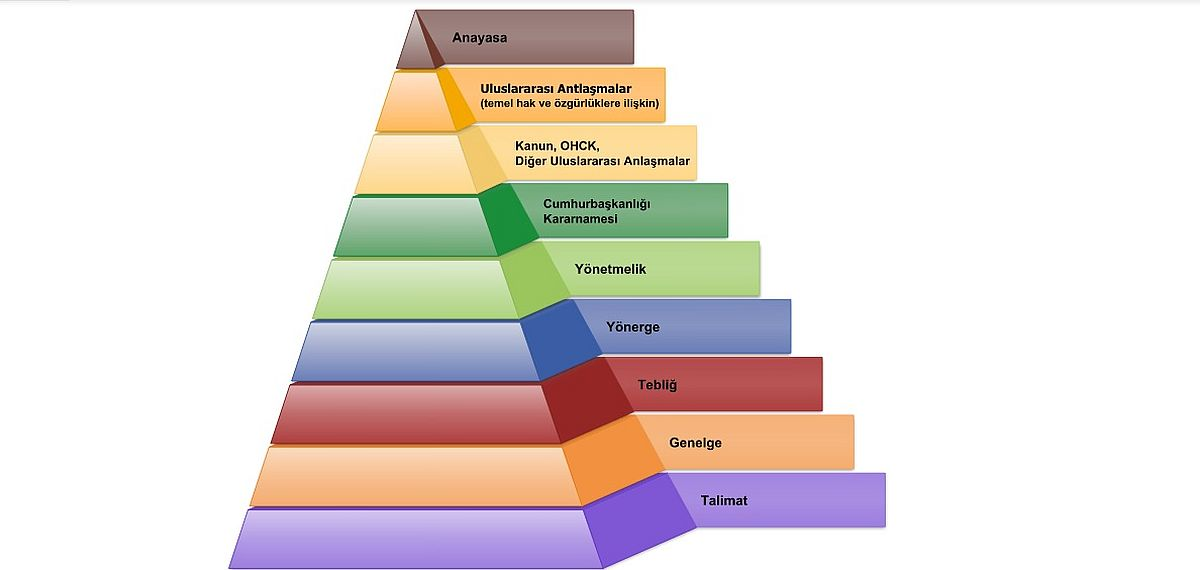 Anayasa
Uluslararası Antlaşmalar
(temel hak ve özgürlüklere ilişkin)
Kanun, OHCK,
Diğer Uluslararası Anlaşmalar
Cumhurbaşkanlığı
Kararnamesi
Yönetmelik
Yönerge
Tebliğ
Genelge
Talimat